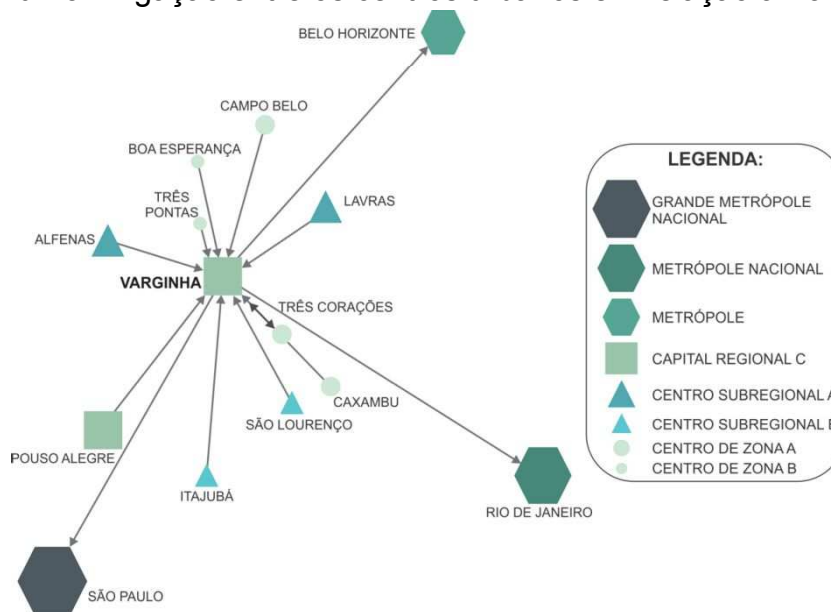 BELO HORIZONTE
CAMPO BELO
BOA ESPERANÇA
TRÊS
PONTAS
LAVRAS
ALFENAS
VARGINHA
TRÊS CORAÇÕES
CAXAMBU
SÃO LOURENÇO
POUSO ALEGRE
ITAJUBÁ
RIO DE JANEIRO
SÃO PAULO
LEGENDA:
GRANDE METRÓPOLE
NACIONAL
METRÓPOLE NACIONAL
METRÓPOLE
CAPITAL REGIONAL C
CENTRO SUBREGIONAL A
CENTRO SUBREGIONAL
CENTRO DE ZONA A
CENTRO DE ZONA B